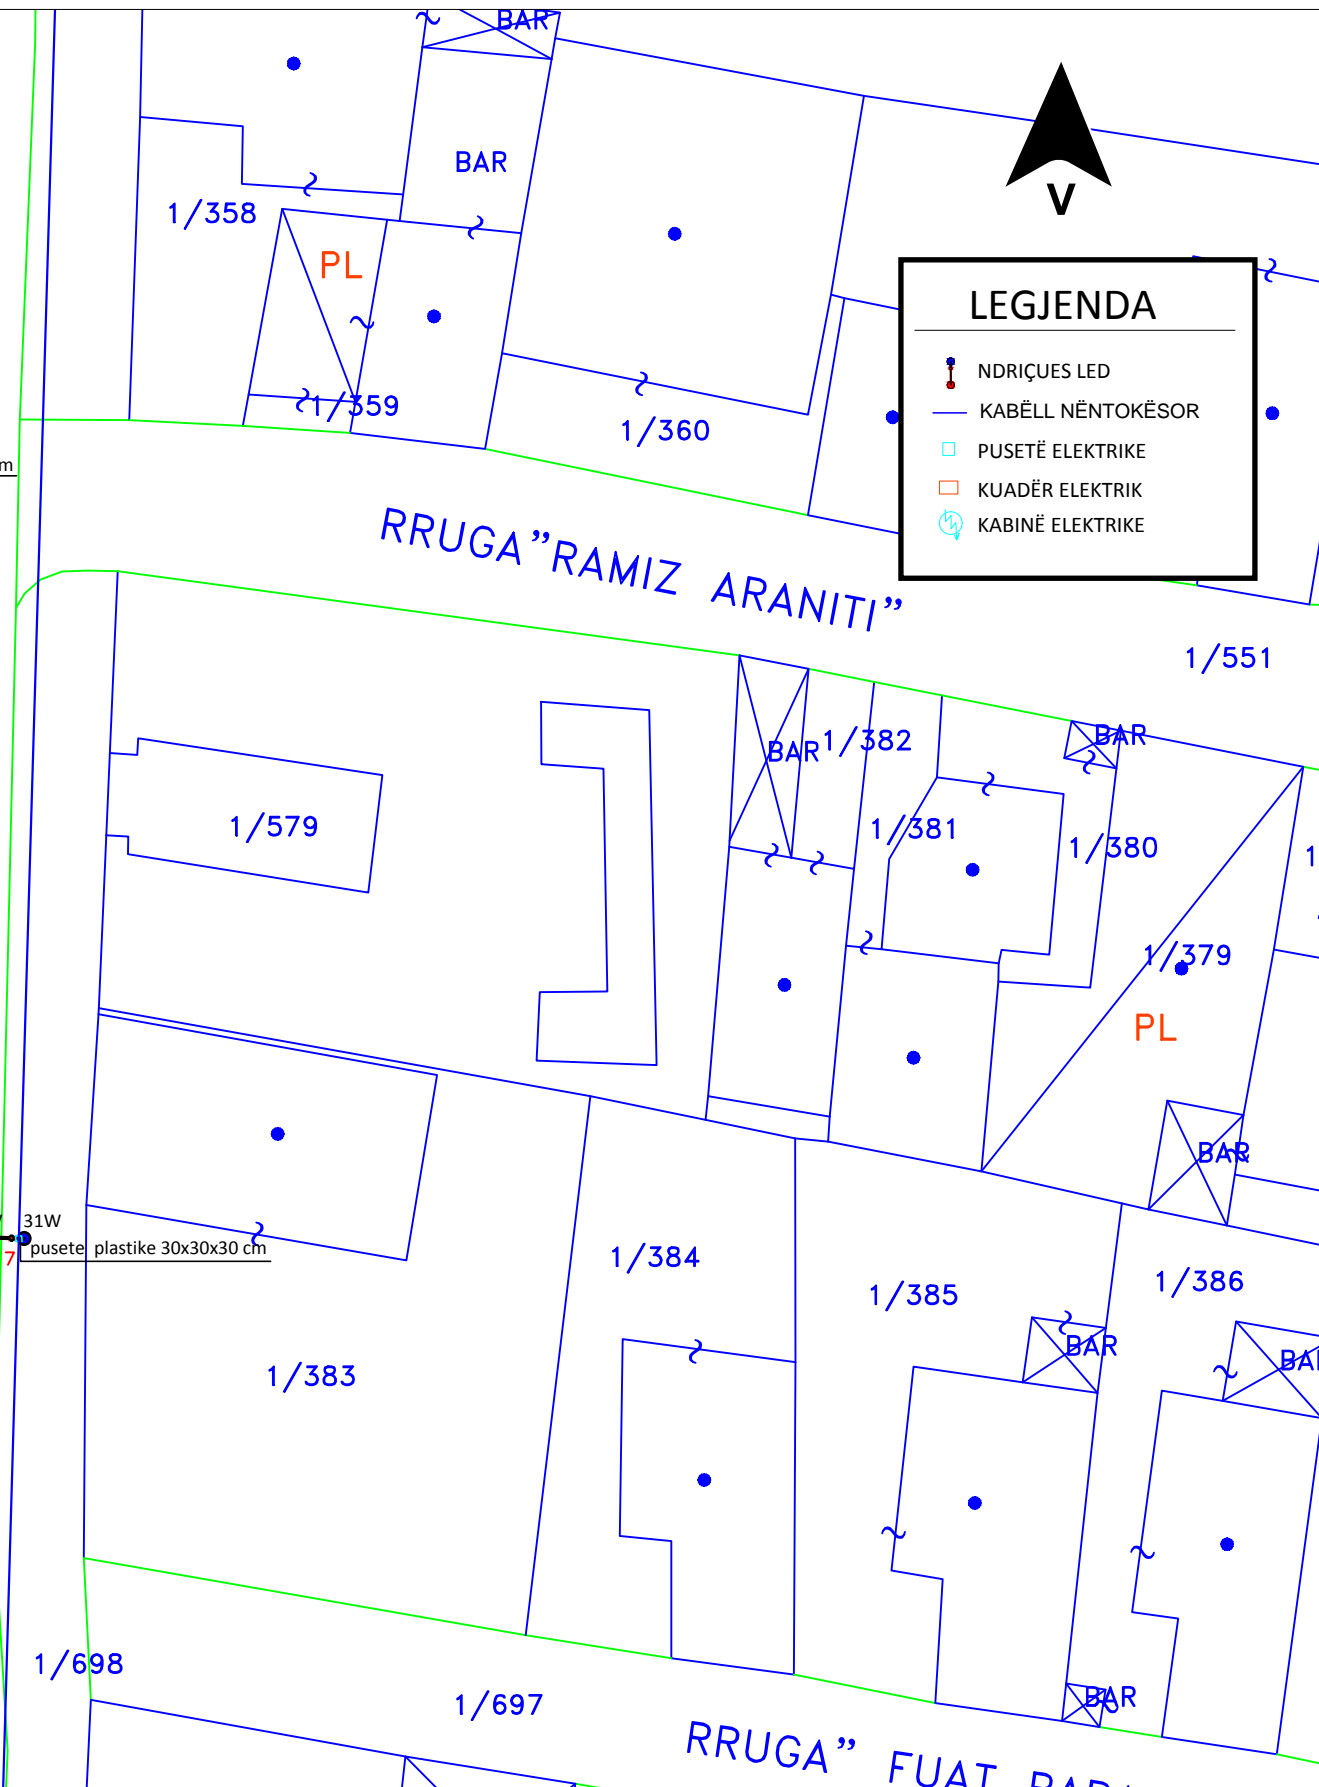 BAR
BAR
1/358
PL
1/359
1/360
V
LEGJENDA
NDRIÇUES LED
KABËLL NËNTOKËSOR
PUSETË ELEKTRIKE
KUADËR ELEKTRIK
KABINË ELEKTRIKE
m
RRUGA"RAMIZ ARANITI"
1/551
BAR
1/382
BAR
1/579
1/381
1/380
1/379
PL
BAR
31W
7
pusete plastike 30x30x30 cm
1/384
1/385
1/386
BAR
1/383
1/698
1/697
BAR
RRUGA" FUAT